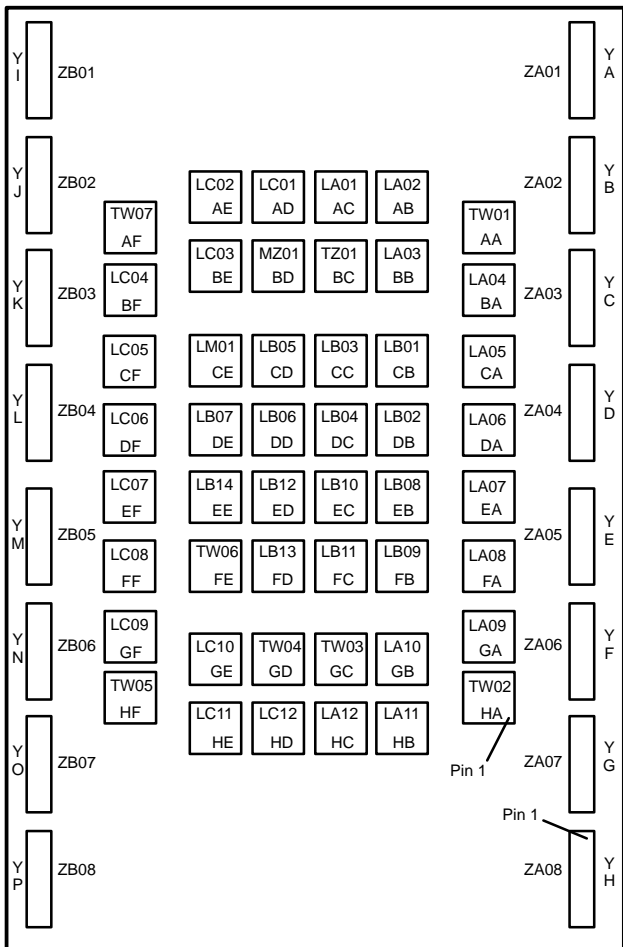 Y
I
ZB01
ZA01
Y
A
Y
J
ZB02
ZA02
Y
B
LC02
AE
LC01
AD
LA01
AC
LA02
AB
TW07
AF
TW01
AA
LC03
BE
MZ01
BD
TZ01
BC
LA03
BB
Y
K
ZB03
LC04
BF
LA04
BA
ZA03
Y
C
LC05
CF
LM01
CE
LB05
CD
LB03
CC
LB01
CB
LA05
CA
Y
L
ZB04
ZA04
Y
D
LC06
DF
LB07
DE
LB06
DD
LB04
DC
LB02
DB
LA06
DA
LC07
EF
LB14
EE
LB12
ED
LB10
EC
LB08
EB
LA07
EA
Y
M
ZB05
ZA05
Y
E
LC08
FF
TW06
FE
LB13
FD
LB11
FC
LB09
FB
LA08
FA
Y
N
ZB06
LC09
GF
LC10
GE
TW04
GD
TW03
GC
LA10
GB
LA09
GA
ZA06
Y
F
TW05
HF
TW02
HA
LC11
HE
LC12
HD
LA12
HC
LA11
HB
Y
O
ZB07
Pin 1
ZA07
Y
G
Pin 1
Y
P
ZB08
ZA08
Y
H